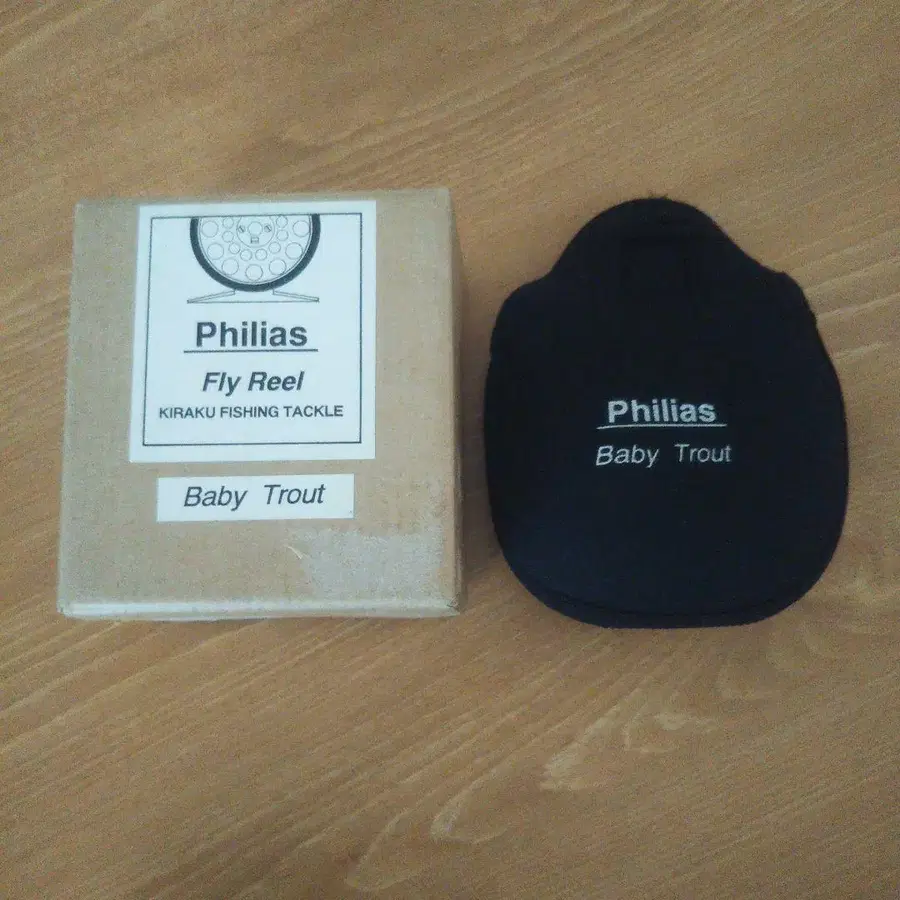 Philias
Fly Reel
KIRAKU FISHING TACKLE
Baby Trout
Philias
Baby Trout